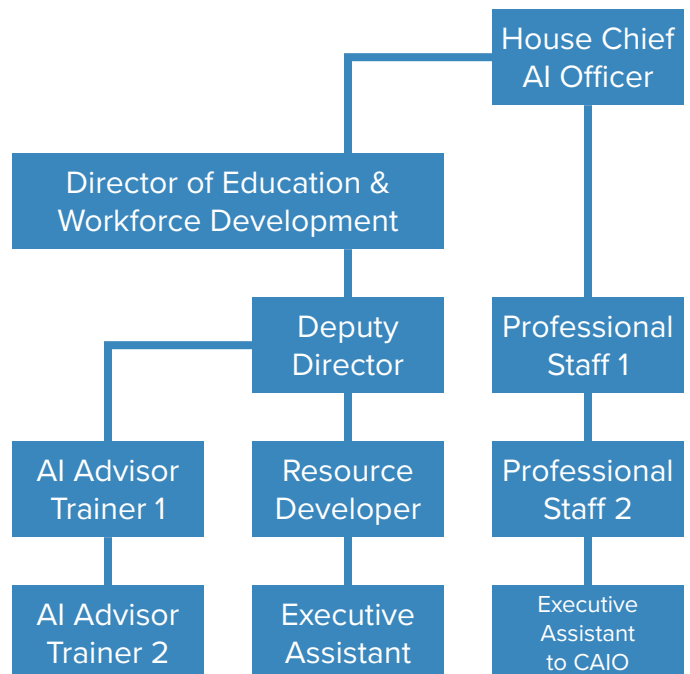 House Chief
AI Officer
Director of Education &
Workforce Development
Deputy
Director
Professional
Staff 1
AI Advisor
Trainer 1
Resource
Developer
Professional
Staff 2
AI Advisor
Trainer 2
Executive
Assistant
Executive
Assistant
to CAIO